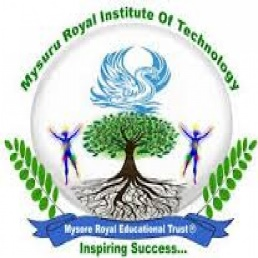 Mysuru Royal Institute Of Technology
Mysore Royal Educational Trust ®
Inspiring Success...